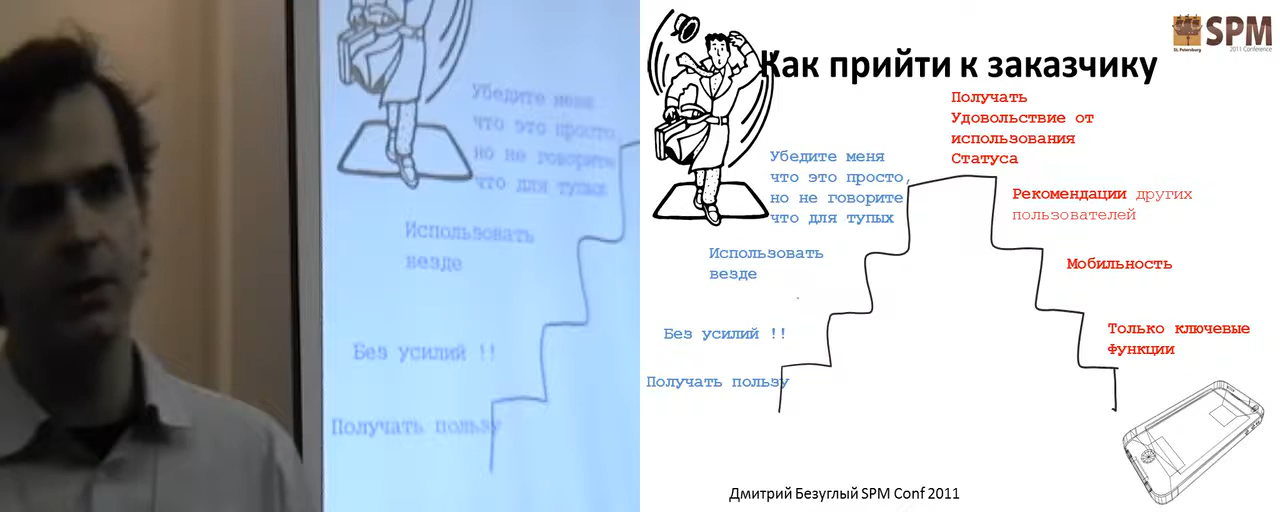 Убедите меня
что это просто,
но не говорите
что для тупых
Использовать
везде
Без усилий !!
Получать пользу
SPM
St. Petersburg
2011 Conference
Как прийти к заказчику
Получать
Удовольствие от
использования
Статуса
Убедите меня
что это просто,
но не говорите
что для тупых
Рекомендации других
пользователей
Использовать
везде
Мобильность
Без усилий !!
Только ключевые
Функции
Получать пользу
Дмитрий Безуглый SPM Conf 2011